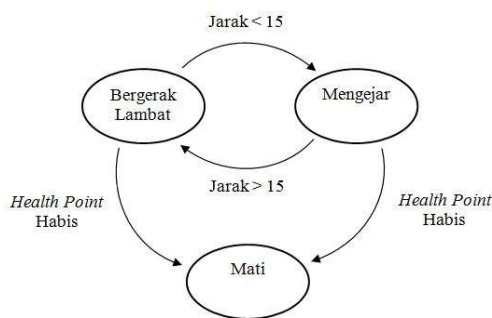 Jarak < 15
Bergerak
Lambat
Mengejar
Jarak > 15
Health Point
Habis
Health Point
Habis
Mati